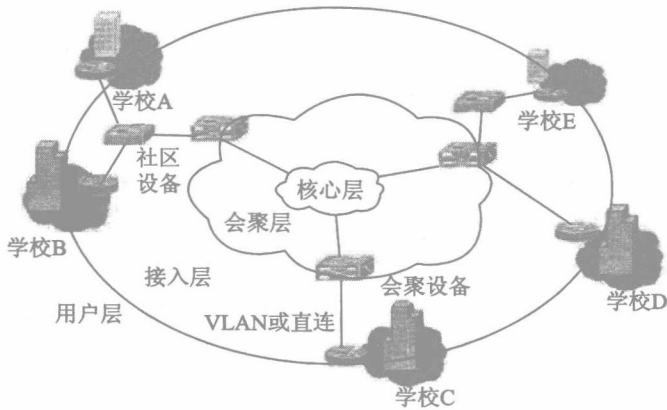 学校A
学校E
社区
设备
核心层
学校B
会聚层
接入层
会聚设备
学校D
用户层
VLAN或直连
学校C